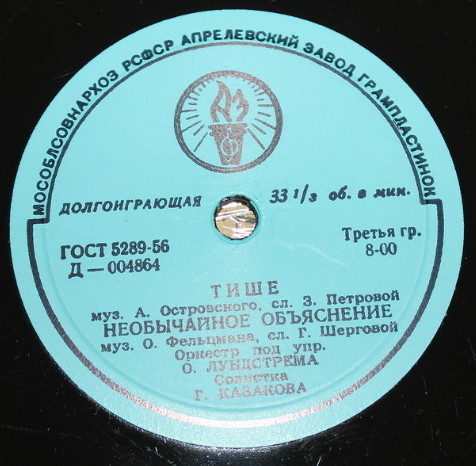 МОСОБЛСОВНАРХОЗ РСФСР АПРЕЛЕВСКИЙ ЗАВОД ГРАМПЛАСТИНОК
ДОЛГОИГРАЮЩАЯ 33 1/3 об. в мин.
ГОСТ 5289-56 Третья гр.
Д — 004864 8-00
ТИШЕ
муз. А. Островского, сл. З. Петровой
НЕОБЫЧАЙНОЕ ОБЪЯСНЕНИЕ
муз. О. Фельцмана, сл. Г. Шерговой
Оркестр под упр.
О. ЛУНДСТРЕМА
Солистка
Г. КАЗАКОВА